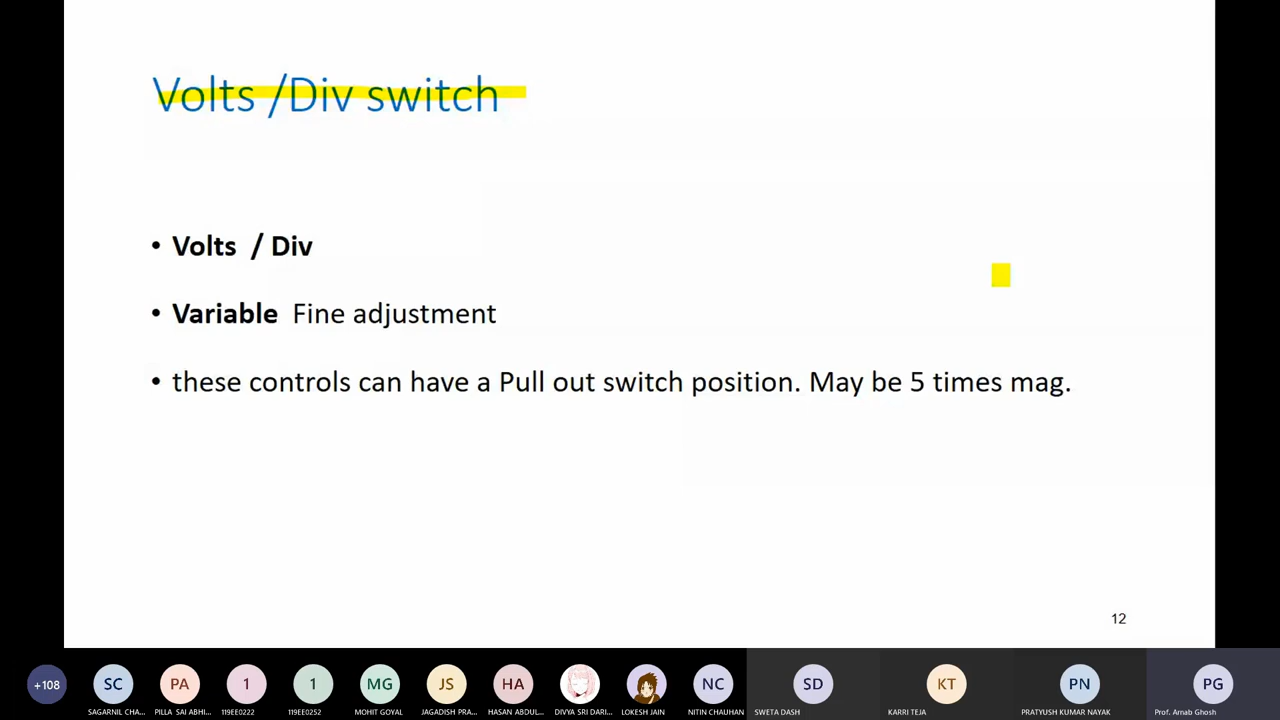 Volts /Div switch
• Volts / Div
• Variable Fine adjustment
• these controls can have a Pull out switch position. May be 5 times mag.
12
+108
SC
PA
1
1
MG
JS
HA
NC
SD
KT
PN
PG
SAGARNIL CHA...
PILLA SAI ABHI...
119EE0222
119EE0252
MOHIT GOYAL
JAGADISH PRA...
HASAN ABDUL...
DIVYA SRI DARI...
LOKESH JAIN
NITIN CHAUHAN
SWETA DASH
KARRI TEJA
PRATYUSH KUMAR NAYAK
Prof. Arnab Ghosh